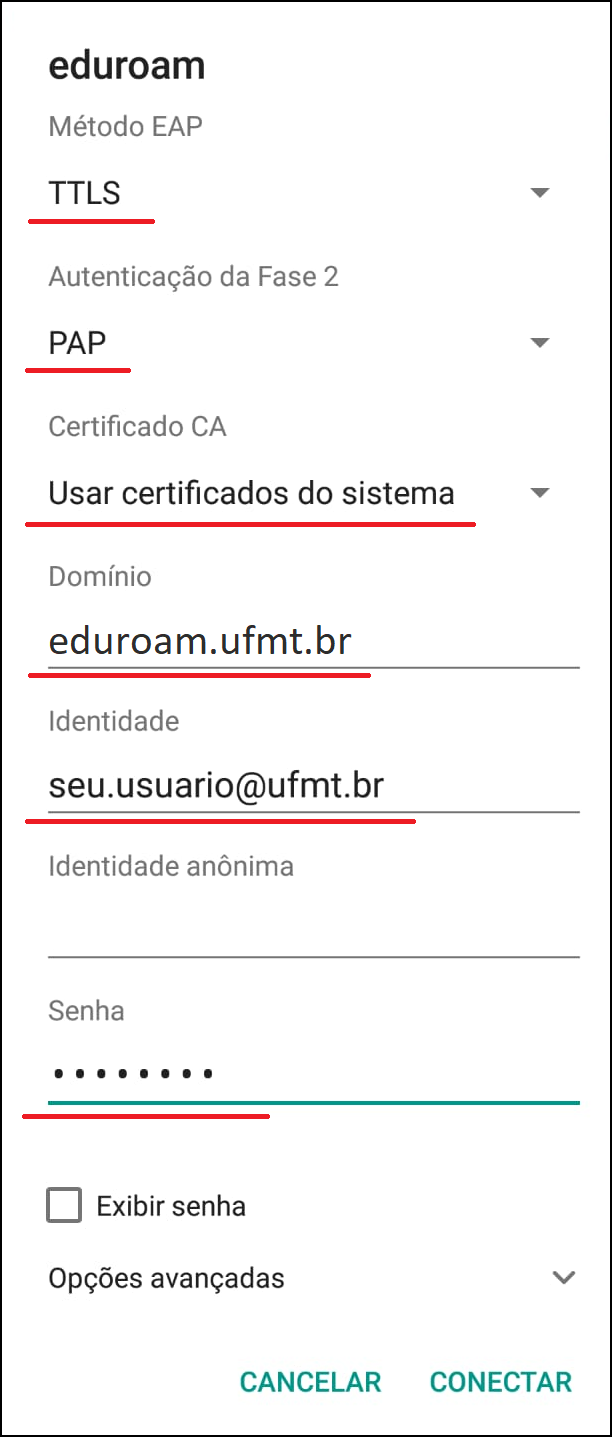 eduroam
Método EAP
TTLS
Autenticação da Fase 2
PAP
Certificado CA
Usar certificados do sistema
Domínio
eduroam.ufmt.br
Identidade
seu.usuario@ufmt.br
Identidade anônima
Senha
••••••••
Exibir senha
Opções avançadas
CANCELAR CONECTAR